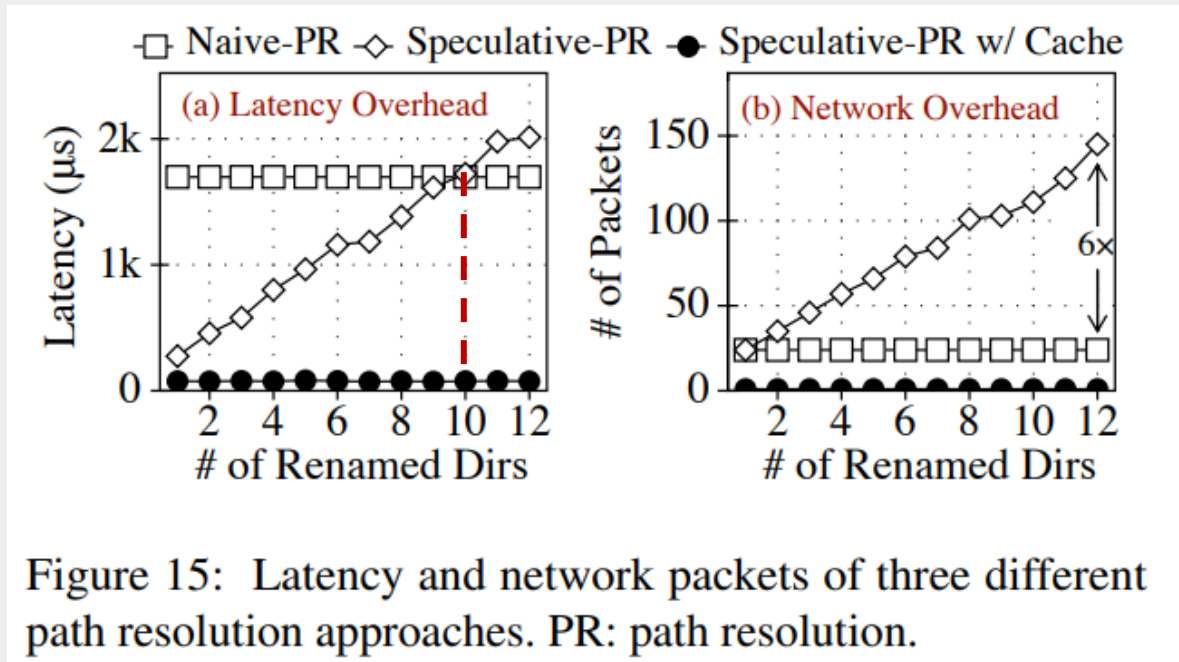 Naive-PR Speculative-PR Speculative-PR w/ Cache
(a) Latency Overhead
Latency (μs)
2k
1k
0
2 4 6 8 10 12
# of Renamed Dirs
(b) Network Overhead
# of Packets
150
100
50
0
6×
2 4 6 8 10 12
# of Renamed Dirs
Figure 15: Latency and network packets of three different
path resolution approaches. PR: path resolution.